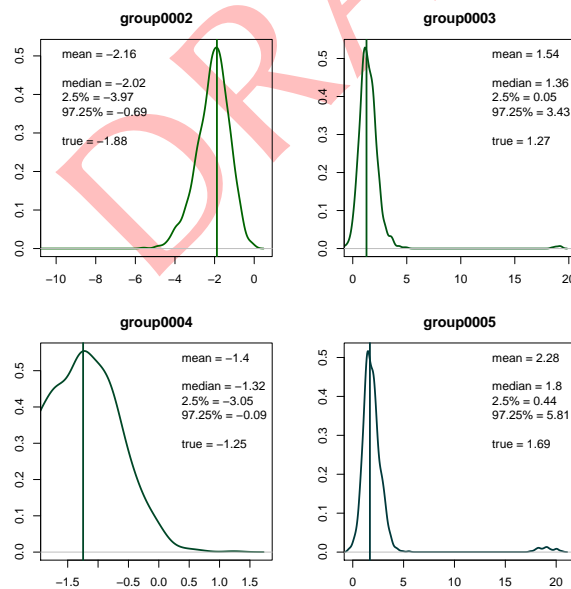 group0002
mean = −2.16
median = −2.02
2.5% = −3.97
97.25% = −0.69
true = −1.88
0.0 0.1 0.2 0.3 0.4 0.5
−10 −8 −6 −4 −2 0
group0003
mean = 1.54
median = 1.36
2.5% = 0.05
97.25% = 3.43
true = 1.27
0.0 0.1 0.2 0.3 0.4 0.5
0 5 10 15 20
group0004
mean = −1.4
median = −1.32
2.5% = −3.05
97.25% = −0.09
true = −1.25
0.0 0.1 0.2 0.3 0.4 0.5
−1.5 −0.5 0.0 0.5 1.0 1.5
group0005
mean = 2.28
median = 1.8
2.5% = 0.44
97.25% = 5.81
true = 1.69
0.0 0.1 0.2 0.3 0.4 0.5
0 5 10 15 20